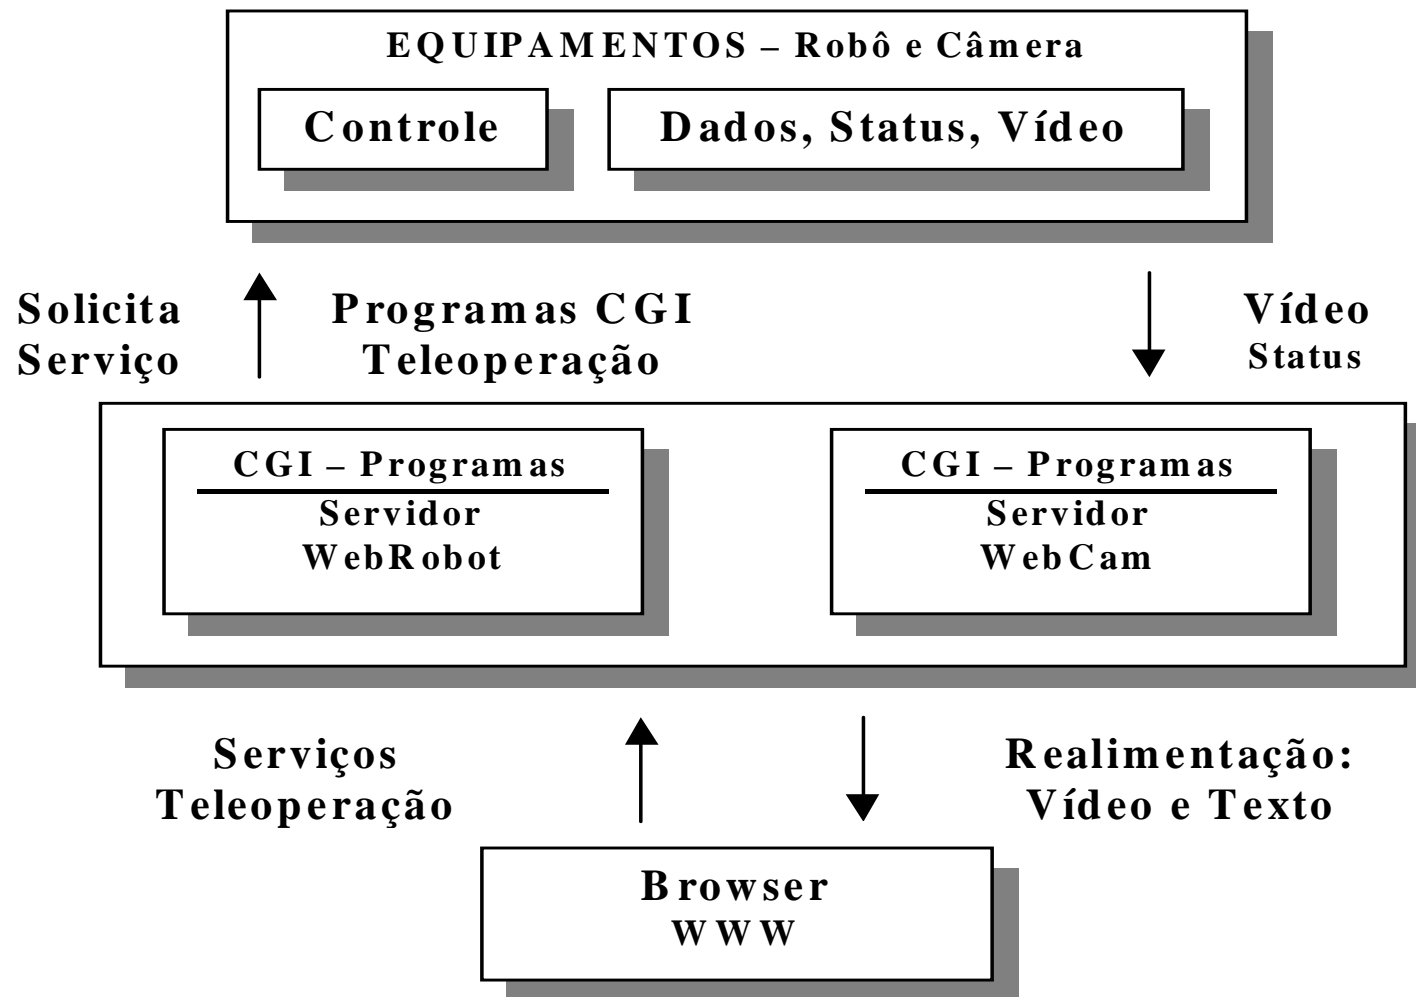 EQUIPAMENTOS – Robô e Câmera
Controle
Dados, Status, Vídeo
Solicita
Serviço
Programas CGI
Teleoperação
Vídeo
Status
CGI – Programas
Servidor
WebRobot
CGI – Programas
Servidor
WebCam
Serviços
Teleoperação
Realimentação:
Vídeo e Texto
Browser
WWW